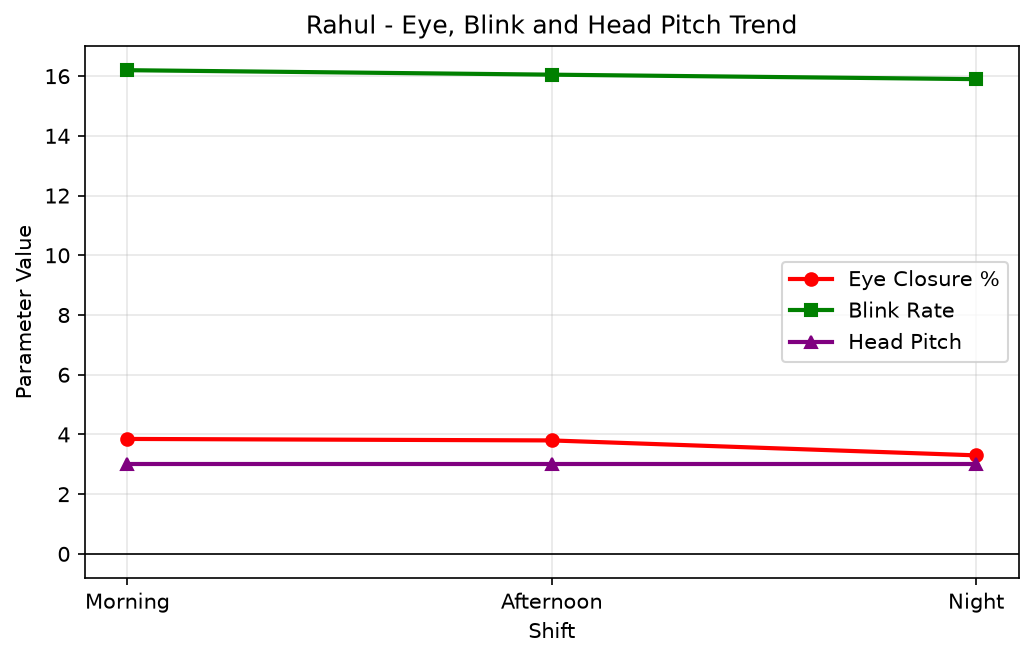 Rahul - Eye, Blink and Head Pitch Trend
Parameter Value
16
14
12
10
8
6
4
2
0
Eye Closure %
Blink Rate
Head Pitch
Morning
Afternoon
Night
Shift